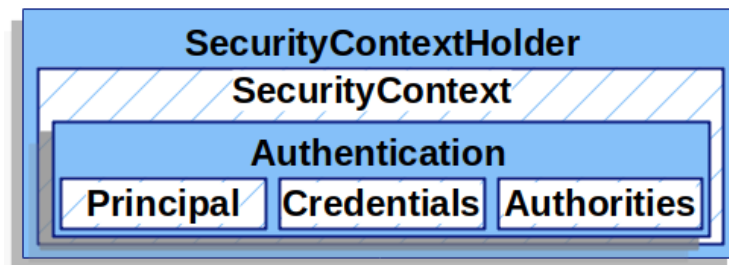 SecurityContextHolder
SecurityContext
Authentication
Principal Credentials Authorities